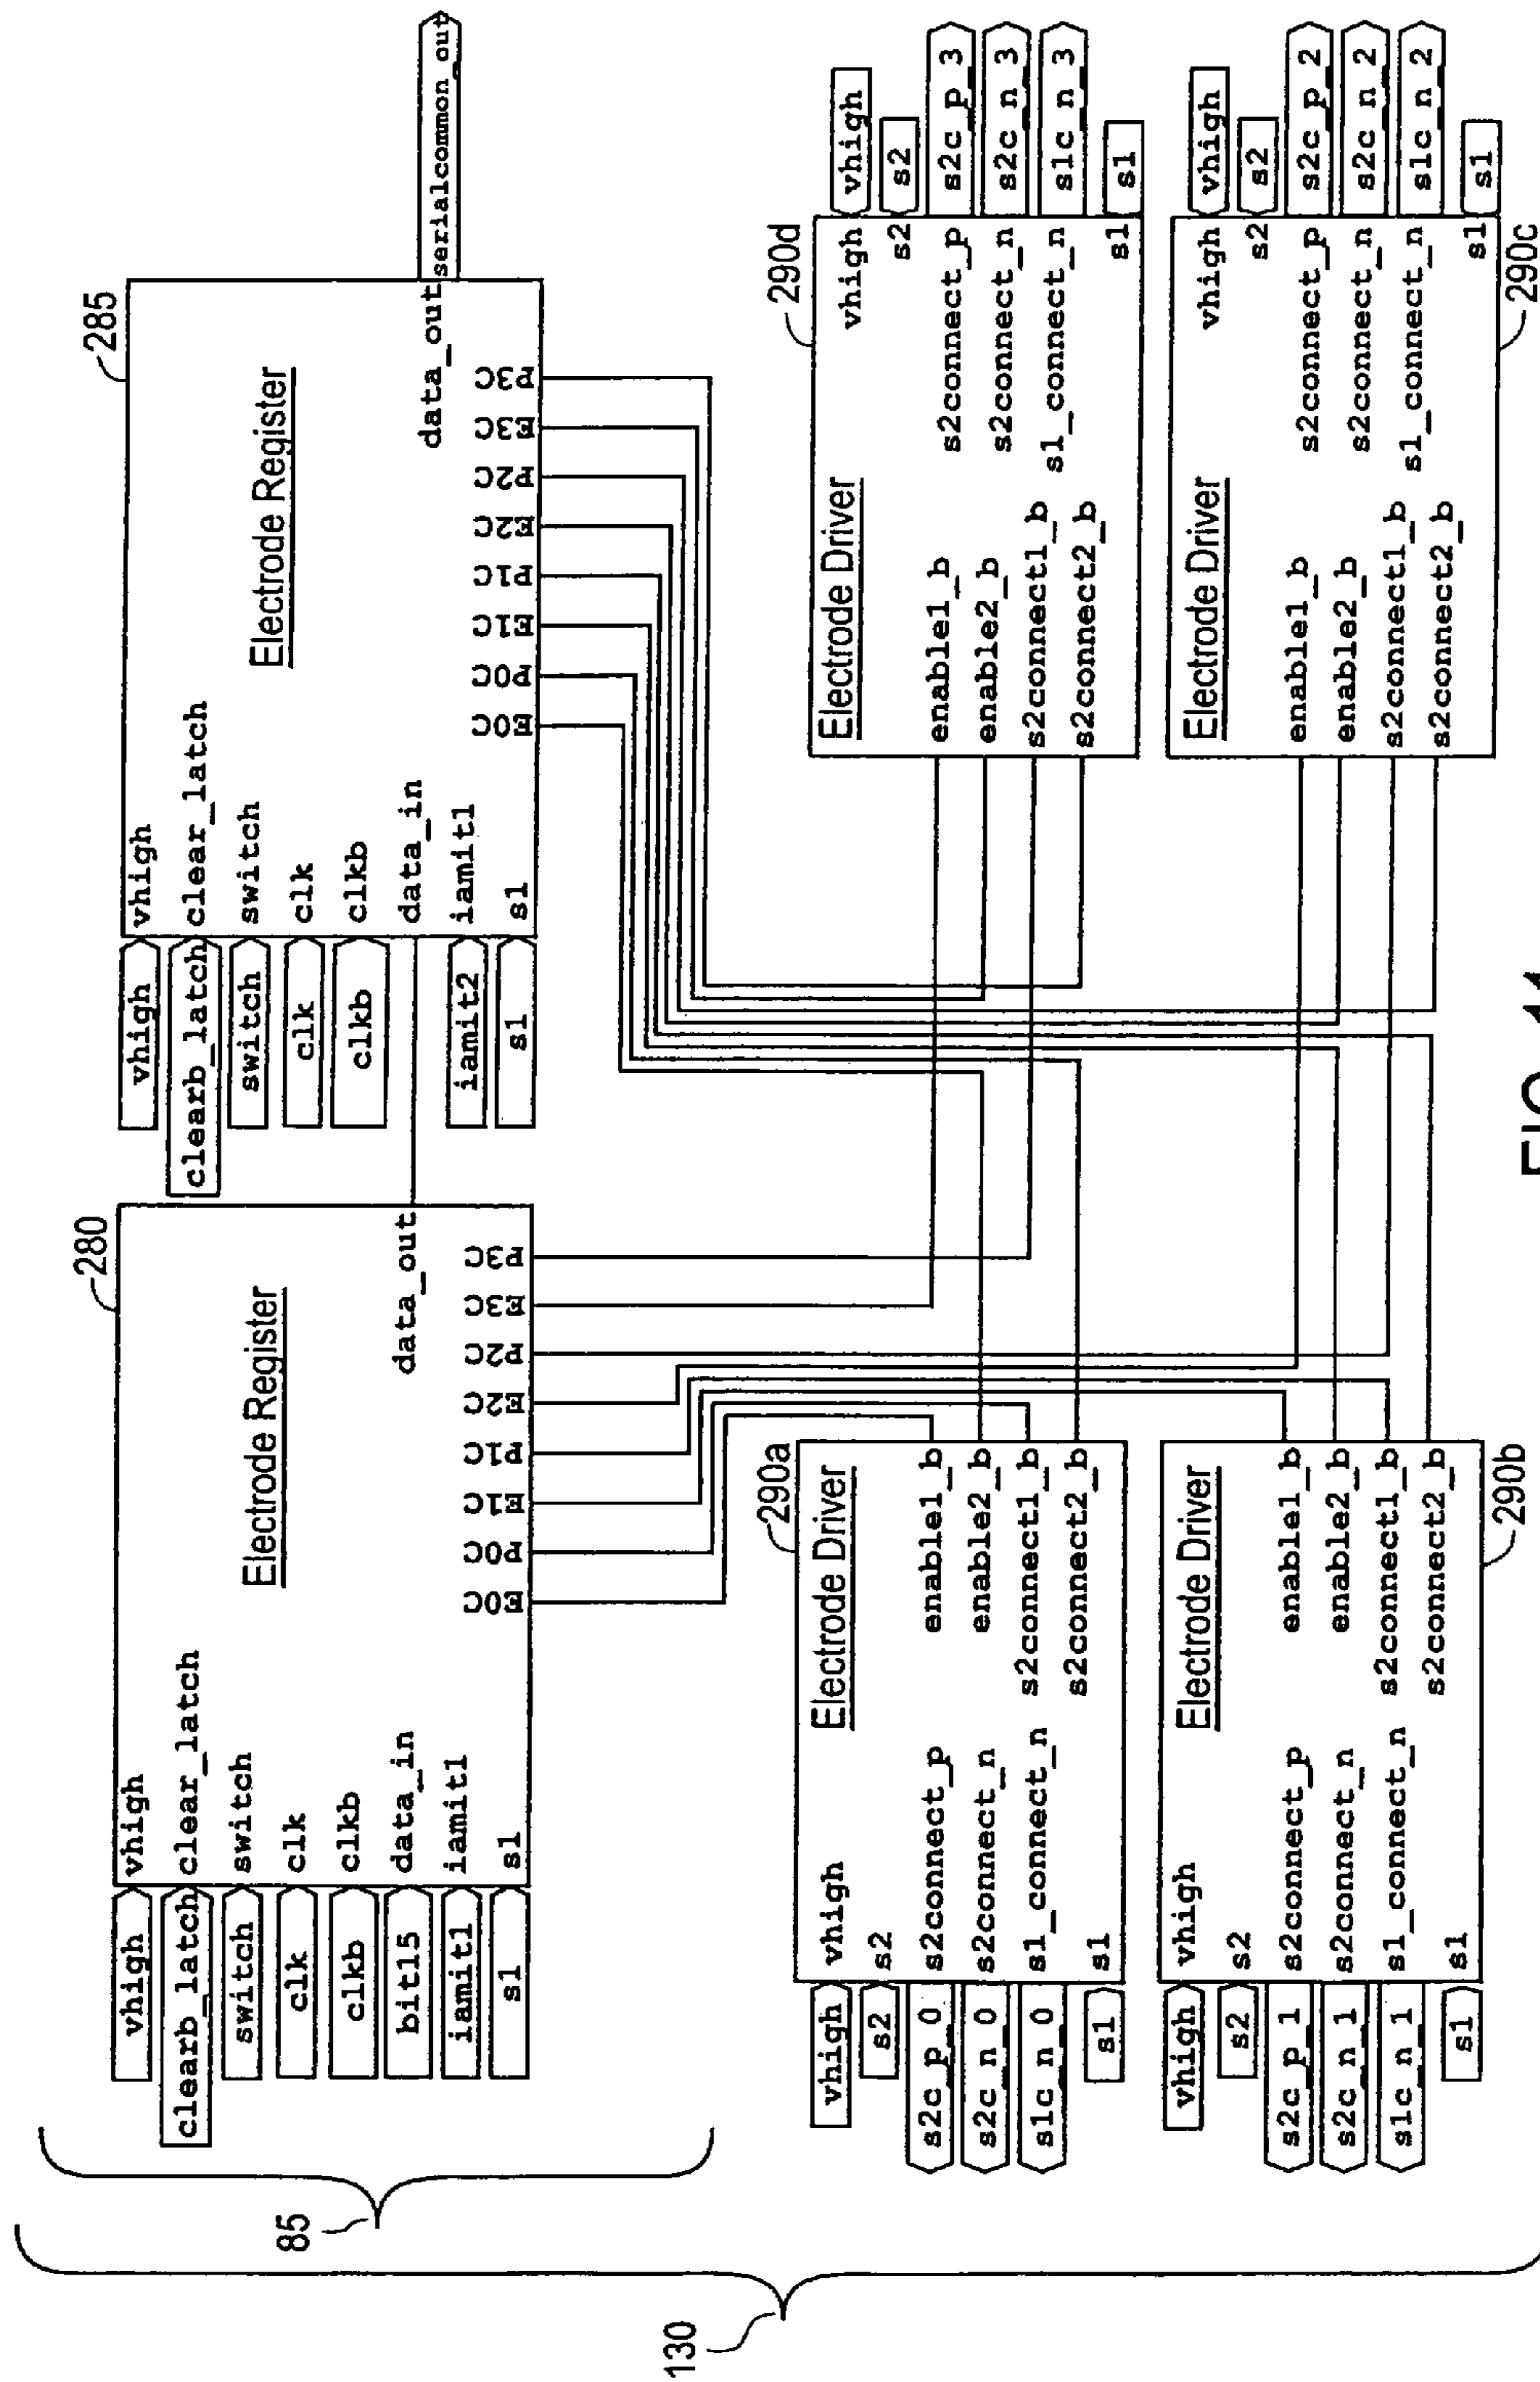 130
85
280
vhigh
clearb_latch
switch
clk
clkb
bit15
iamit1
s1
vhigh
clear_latch
switch
clk
clkb
data_in
iamit1
s1
Electrode Register
data_out
E0C
P0C
E1C
P1C
E2C
P2C
E3C
P3C
285
vhigh
clearb_latch
switch
clk
clkb
iamit2
s1
vhigh
clear_latch
switch
clk
clkb
data_in
iamit1
s1
Electrode Register
data_out
serialcommon_out
E0C
P0C
E1C
P1C
E2C
P2C
E3C
P3C
290a
vhigh
s2
s2c_p_0
s2c_n_0
s1c_n_0
s1
vhigh
s2
s2connect_p
s2connect_n
s1_connect_n
s1
Electrode Driver
enable1_b
enable2_b
s2connect1_b
s2connect2_b
290d
Electrode Driver
enable1_b
enable2_b
s2connect1_b
s2connect2_b
vhigh
s2
s2connect_p
s2connect_n
s1_connect_n
s1
vhigh
s2
s2c_p_3
s2c_n_3
s1c_n_3
s1
vhigh
s2
s2c_p_1
s2c_n_1
s1c_n_1
s1
vhigh
s2
s2connect_p
s2connect_n
s1_connect_n
s1
Electrode Driver
enable1_b
enable2_b
s2connect1_b
s2connect2_b
290b
Electrode Driver
enable1_b
enable2_b
s2connect1_b
s2connect2_b
vhigh
s2
s2connect_p
s2connect_n
s1_connect_n
s1
vhigh
s2
s2c_p_2
s2c_n_2
s1c_n_2
s1
290c